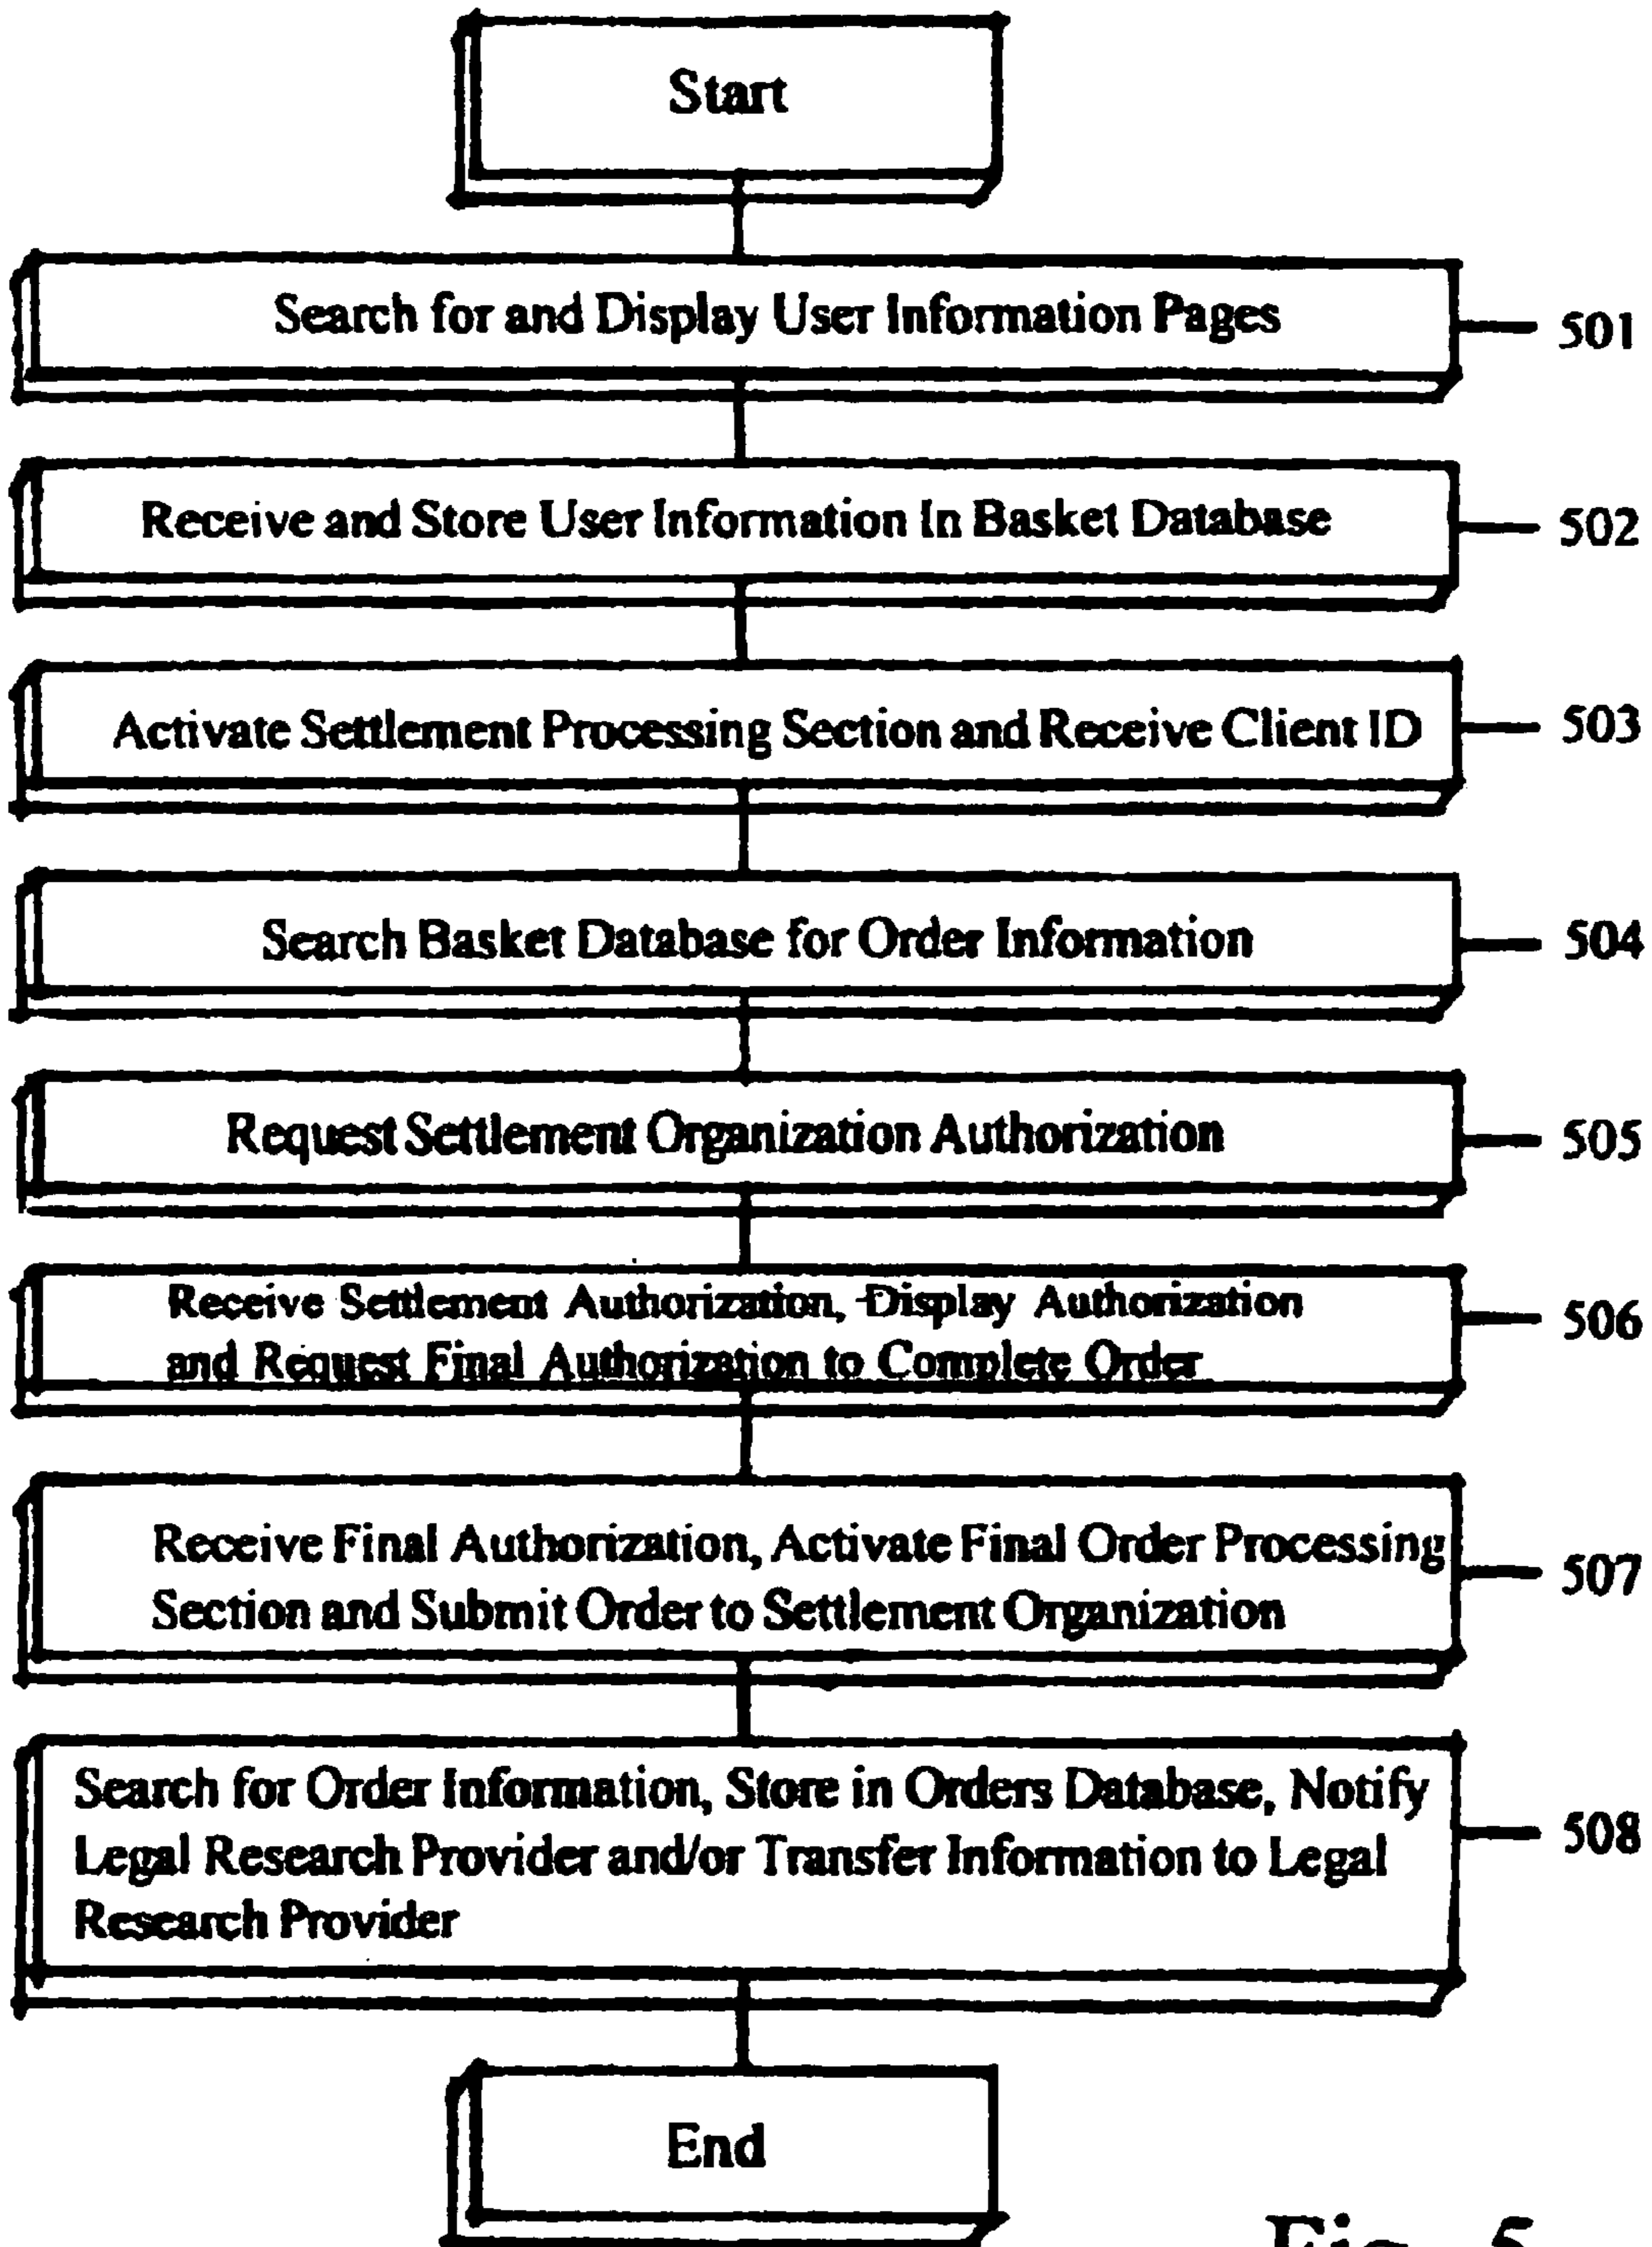 Start
Search for and Display User Information Pages
501
Receive and Store User Information In Basket Database
502
Activate Settlement Processing Section and Receive Client ID
503
Search Basket Database for Order Information
504
Request Settlement Organization Authorization
505
Receive Settlement Authorization, Display Authorization
and Request Final Authorization to Complete Order
506
Receive Final Authorization, Activate Final Order Processing
Section and Submit Order to Settlement Organization
507
Search for Order Information, Store in Orders Database, Notify
Legal Research Provider and/or Transfer Information to Legal
Research Provider
508
End
Fig. 5